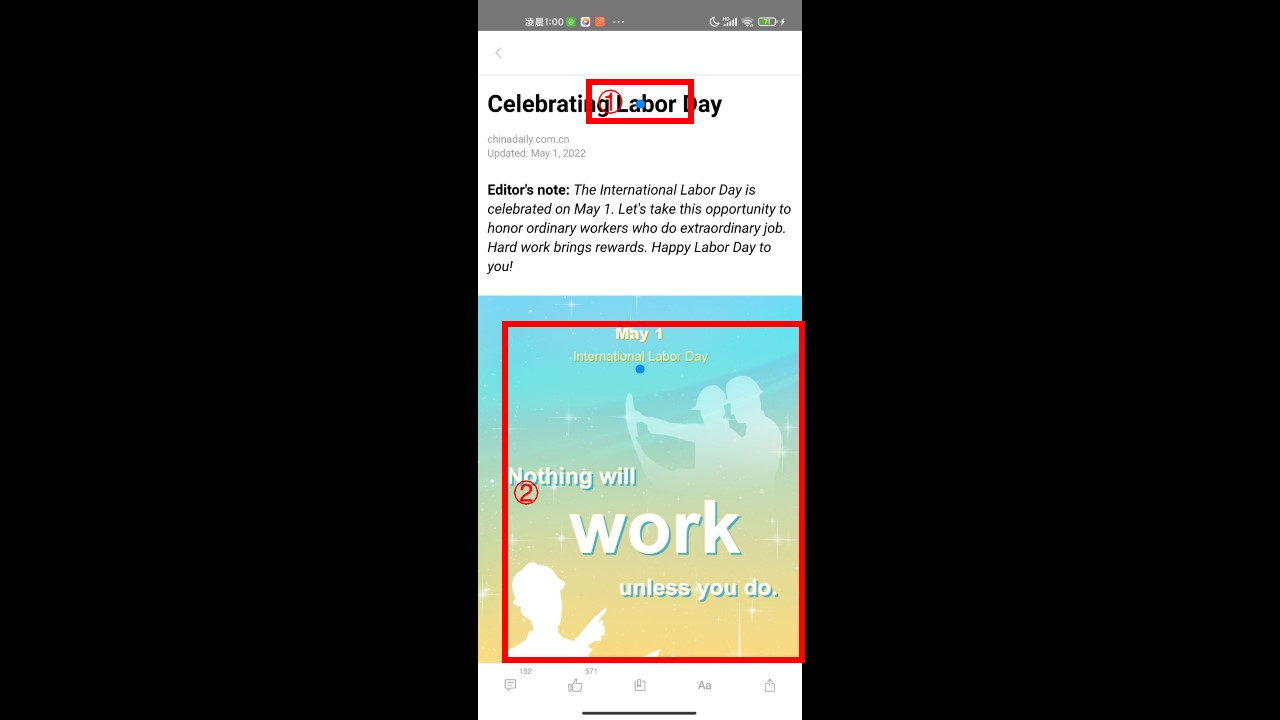 凌晨1:00
71
Celebrating Labor Day
①
chinadaily.com.cn
Updated: May 1, 2022
Editor's note: The International Labor Day is
celebrated on May 1. Let's take this opportunity to
honor ordinary workers who do extraordinary job.
Hard work brings rewards. Happy Labor Day to
you!
May 1
International Labor Day
Nothing will
②
work
unless you do.
152
571
Aa